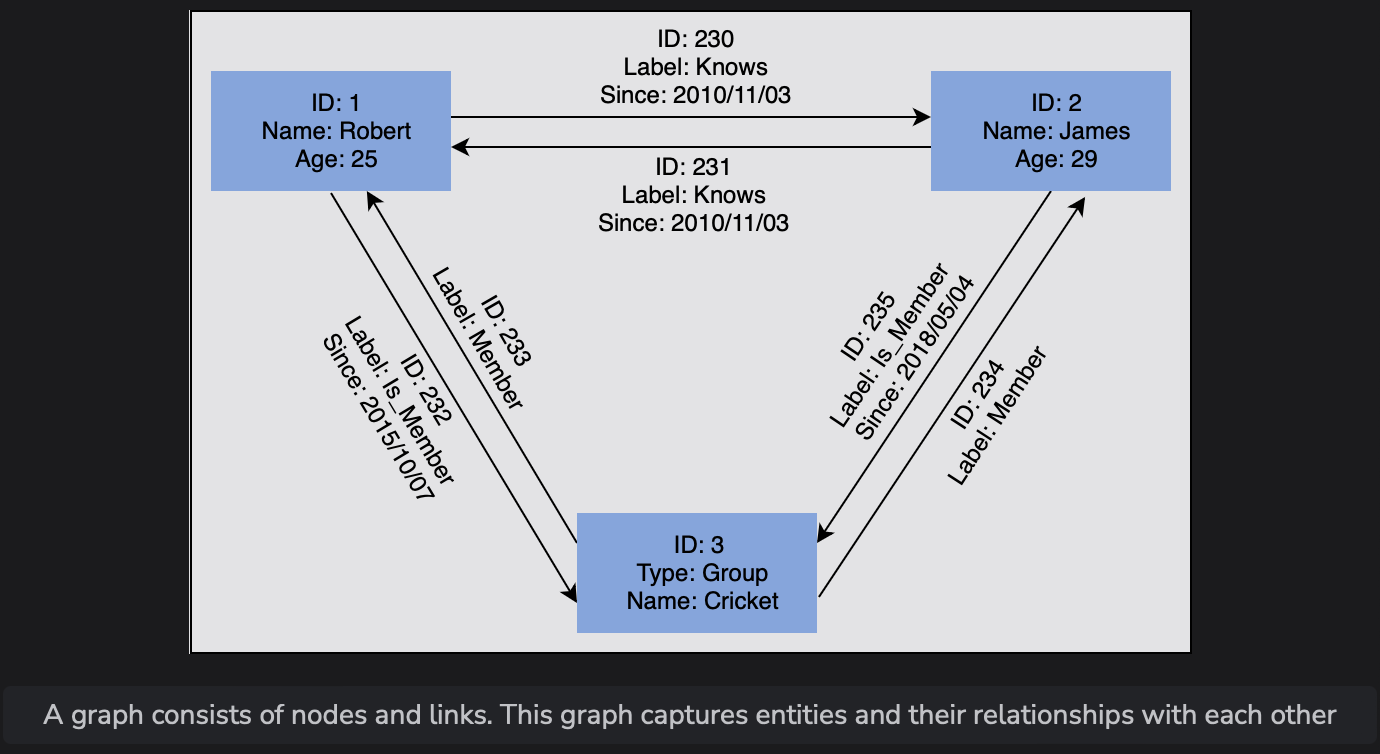 ID: 230
Label: Knows
Since: 2010/11/03
ID: 1
Name: Robert
Age: 25
ID: 2
Name: James
Age: 29
ID: 231
Label: Knows
Since: 2010/11/03
ID: 233
Label: Member
ID: 232
Label: Is_Member
Since: 2015/10/07
ID: 235
Label: Is_Member
Since: 2018/05/04
ID: 234
Label: Member
ID: 3
Type: Group
Name: Cricket
A graph consists of nodes and links. This graph captures entities and their relationships with each other